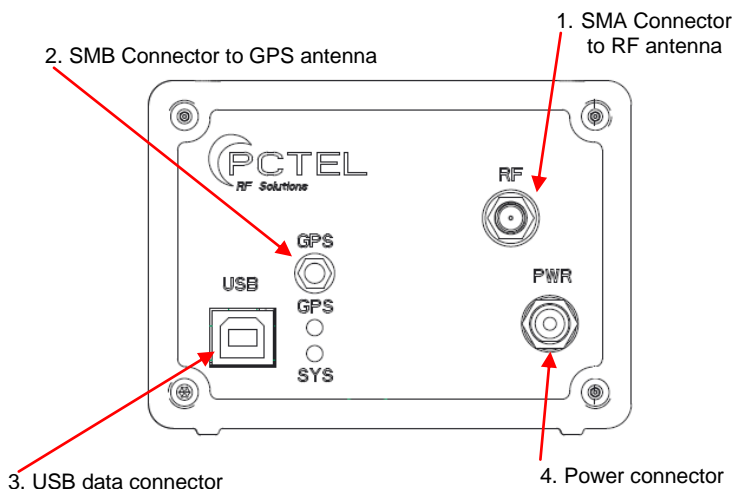 1. SMA Connector
to RF antenna
2. SMB Connector to GPS antenna
PCTEL
RF Solutions
RF
GPS
USB
PWR
GPS
SYS
3. USB data connector
4. Power connector